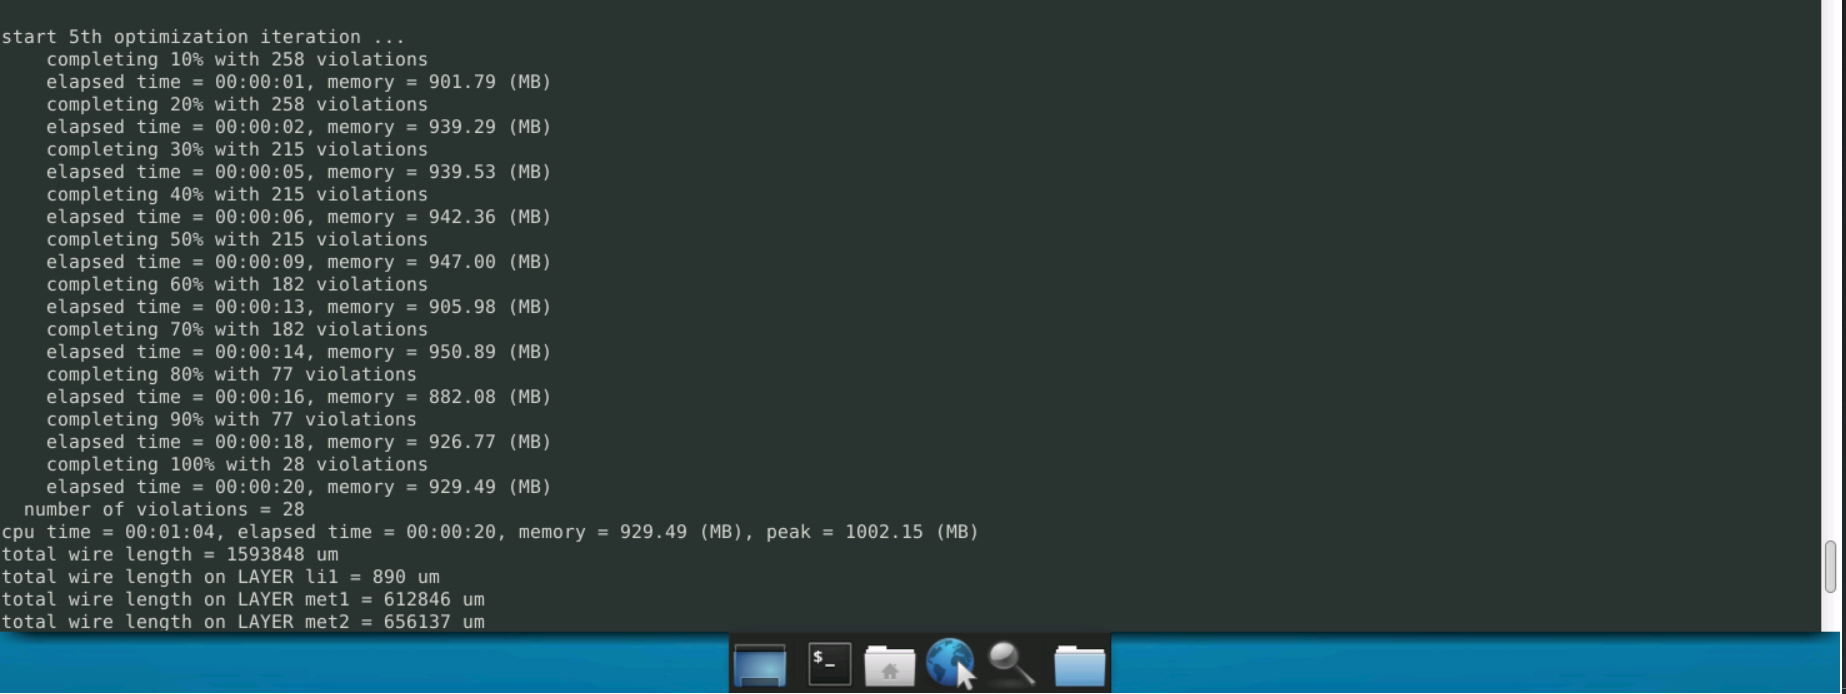 start 5th optimization iteration ...
    completing 10% with 258 violations
    elapsed time = 00:00:01, memory = 901.79 (MB)
    completing 20% with 258 violations
    elapsed time = 00:00:02, memory = 939.29 (MB)
    completing 30% with 215 violations
    elapsed time = 00:00:05, memory = 939.53 (MB)
    completing 40% with 215 violations
    elapsed time = 00:00:06, memory = 942.36 (MB)
    completing 50% with 215 violations
    elapsed time = 00:00:09, memory = 947.00 (MB)
    completing 60% with 182 violations
    elapsed time = 00:00:13, memory = 905.98 (MB)
    completing 70% with 182 violations
    elapsed time = 00:00:14, memory = 950.89 (MB)
    completing 80% with 77 violations
    elapsed time = 00:00:16, memory = 882.08 (MB)
    completing 90% with 77 violations
    elapsed time = 00:00:18, memory = 926.77 (MB)
    completing 100% with 28 violations
    elapsed time = 00:00:20, memory = 929.49 (MB)
  number of violations = 28
cpu time = 00:01:04, elapsed time = 00:00:20, memory = 929.49 (MB), peak = 1002.15 (MB)
total wire length = 1593848 um
total wire length on LAYER li1 = 890 um
total wire length on LAYER met1 = 612846 um
total wire length on LAYER met2 = 656137 um
$_